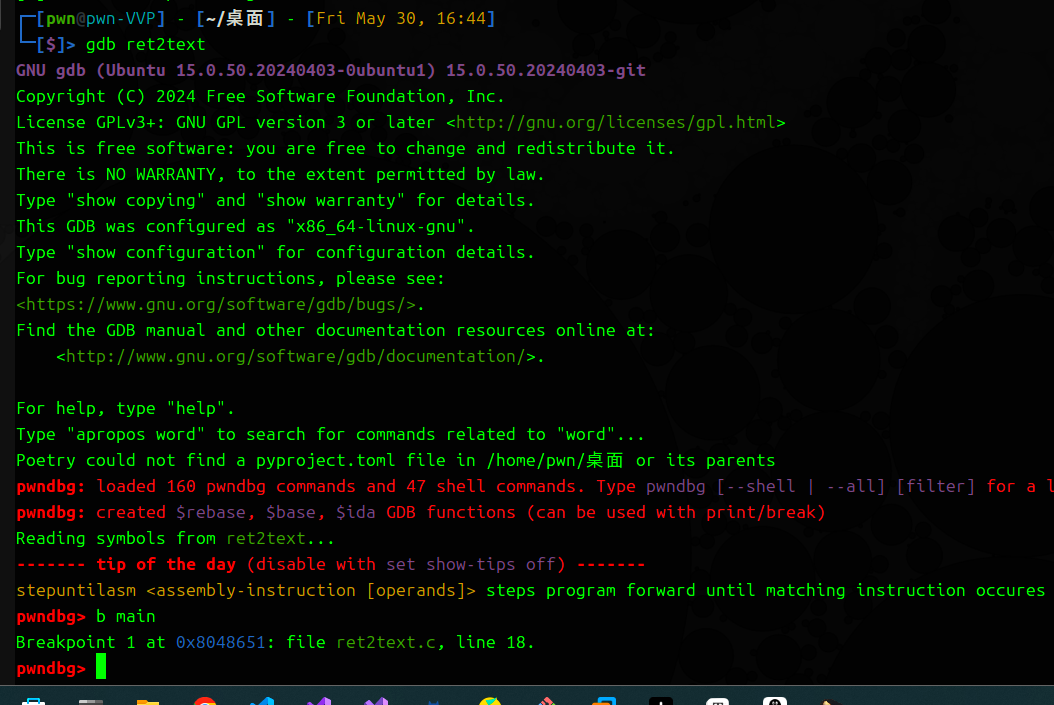 [pwn@pwn-VVP] - [~/桌面] - [Fri May 30, 16:44]
[$]> gdb ret2text
GNU gdb (Ubuntu 15.0.50.20240403-0ubuntu1) 15.0.50.20240403-git
Copyright (C) 2024 Free Software Foundation, Inc.
License GPLv3+: GNU GPL version 3 or later <http://gnu.org/licenses/gpl.html>
This is free software: you are free to change and redistribute it.
There is NO WARRANTY, to the extent permitted by law.
Type "show copying" and "show warranty" for details.
This GDB was configured as "x86_64-linux-gnu".
Type "show configuration" for configuration details.
For bug reporting instructions, please see:
<https://www.gnu.org/software/gdb/bugs/>.
Find the GDB manual and other documentation resources online at:
    <http://www.gnu.org/software/gdb/documentation/>.

For help, type "help".
Type "apropos word" to search for commands related to "word"...
Poetry could not find a pyproject.toml file in /home/pwn/桌面 or its parents
pwndbg: loaded 160 pwndbg commands and 47 shell commands. Type pwndbg [--shell | --all] [filter] for a l
pwndbg: created $rebase, $base, $ida GDB functions (can be used with print/break)
Reading symbols from ret2text...
------- tip of the day (disable with set show-tips off) -------
stepuntilasm <assembly-instruction [operands]> steps program forward until matching instruction occures
pwndbg> b main
Breakpoint 1 at 0x8048651: file ret2text.c, line 18.
pwndbg>